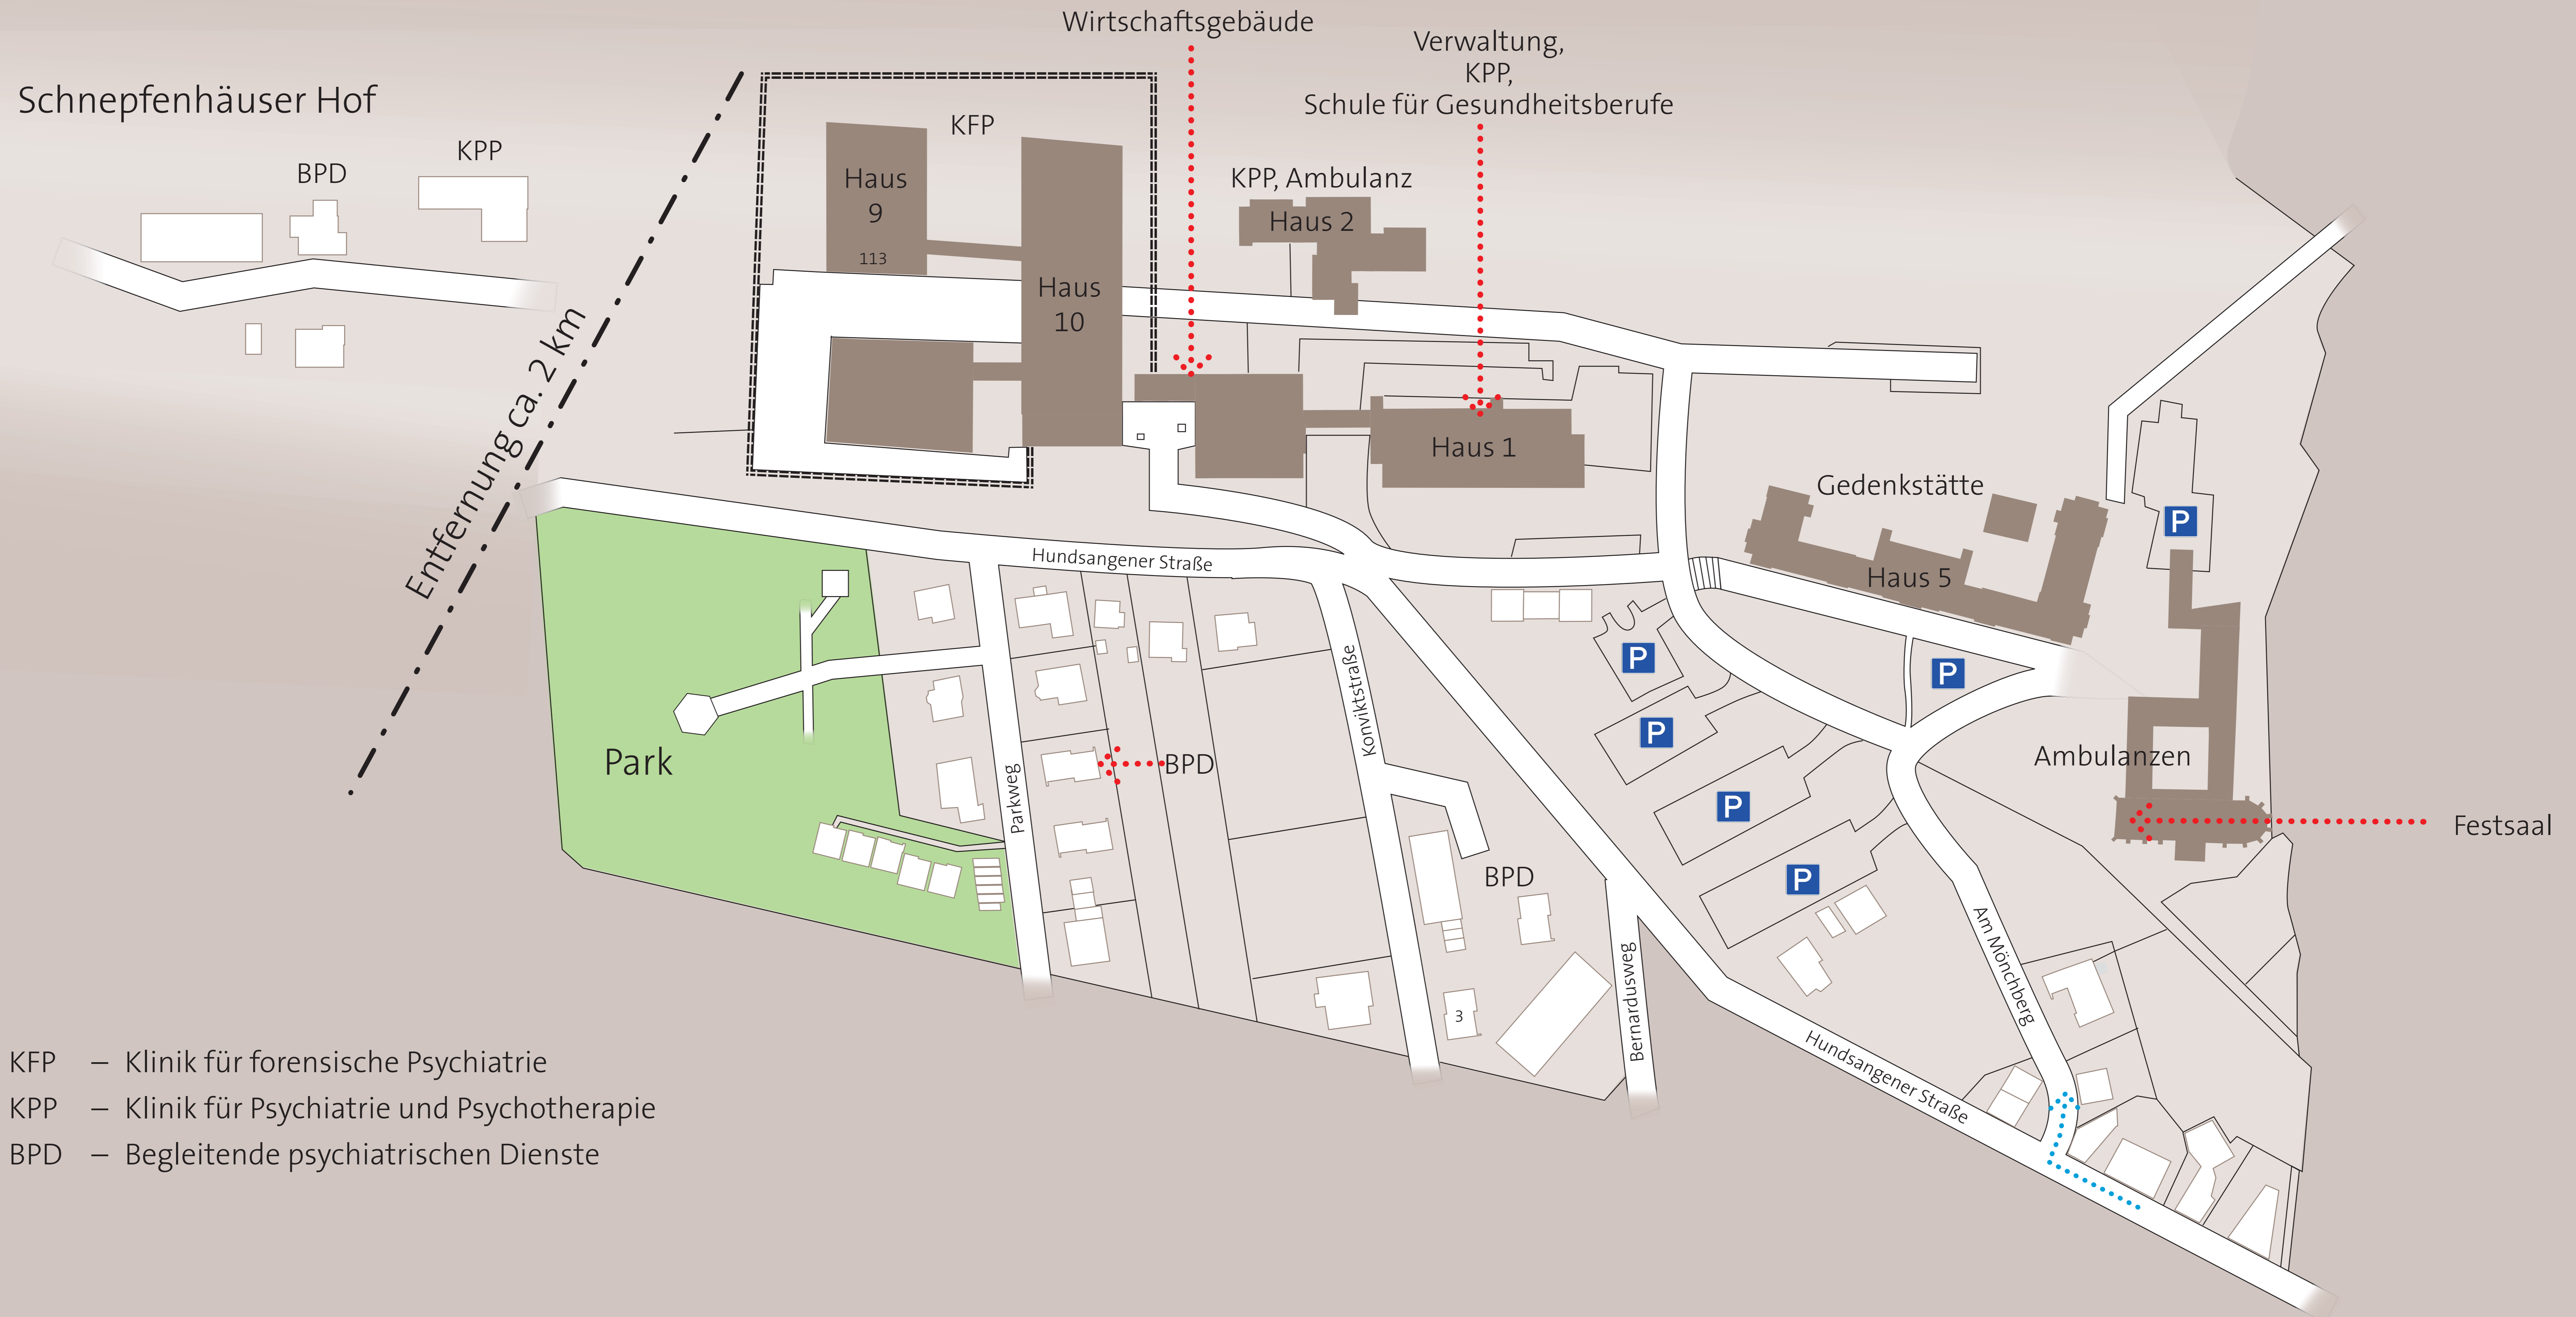 Wirtschaftsgebäude
Verwaltung,
KPP,
Schule für Gesundheitsberufe
Schnepfenhäuser Hof
KPP
BPD
KFP
Haus
9
113
Haus
10
KPP, Ambulanz
Haus 2
Entfernung ca. 2 km
Haus 1
Gedenkstätte
Haus 5
P
Hundsangener Straße
P
P
P
P
P
Park
Parkweg
BPD
Konviktstraße
Ambulanzen
Festsaal
BPD
3
Bernardusweg
Am Mönchberg
Hundsangener Straße
KFP – Klinik für forensische Psychiatrie
KPP – Klinik für Psychiatrie und Psychotherapie
BPD – Begleitende psychiatrischen Dienste